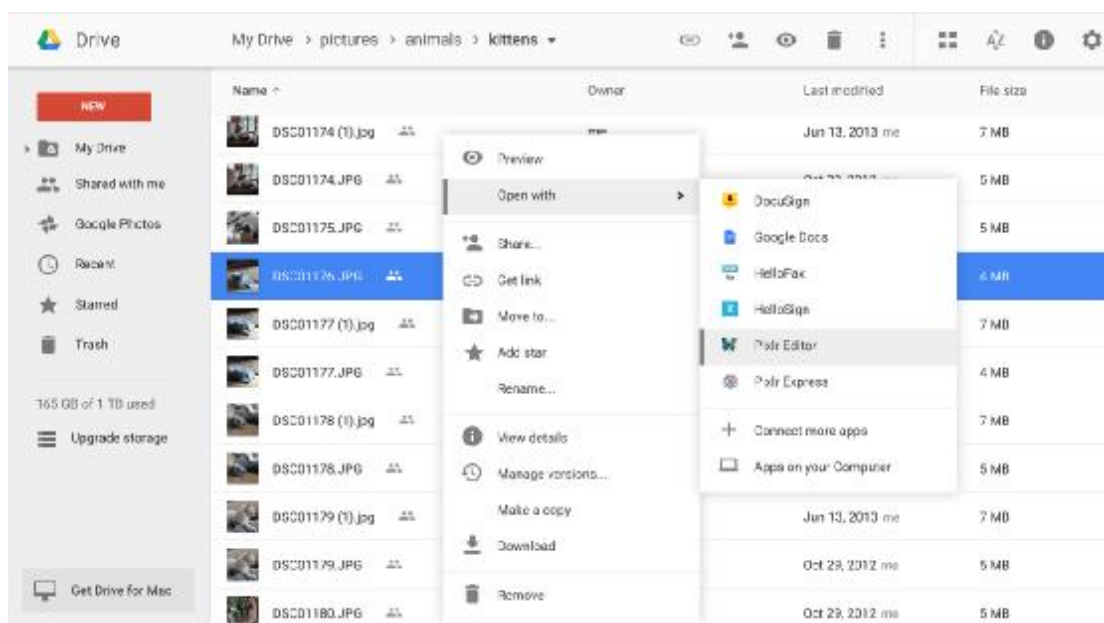 Drive
My Drive > pictures > animals > kittens
NEW
My Drive
Shared with me
Google Photos
Recent
Starred
Trash
165 GB of 1 TB used
Upgrade storage
Get Drive for Mac
Name Owner Last modified File size
DSC01174 (1).jpg me Jun 13, 2013 me 7 MB
DSC01174.JPG 5 MB
DSC01175.JPG 5 MB
DSC01176.JPG 4 MB
DSC01177 (1).jpg 7 MB
DSC01177.JPG 4 MB
DSC01178 (1).jpg 7 MB
DSC01178.JPG 5 MB
DSC01179 (1).jpg Jun 13, 2013 me 7 MB
DSC01179.JPG Oct 29, 2012 me 5 MB
DSC01180.JPG Oct 29, 2012 me 5 MB
Preview
Open with
Share...
Get link
Move to...
Add star
Rename...
View details
Manage versions...
Make a copy
Download
Remove
DocuSign
Google Docs
HelloFax
HelloSign
Pixlr Editor
Pixlr Express
Connect more apps
Apps on your Computer